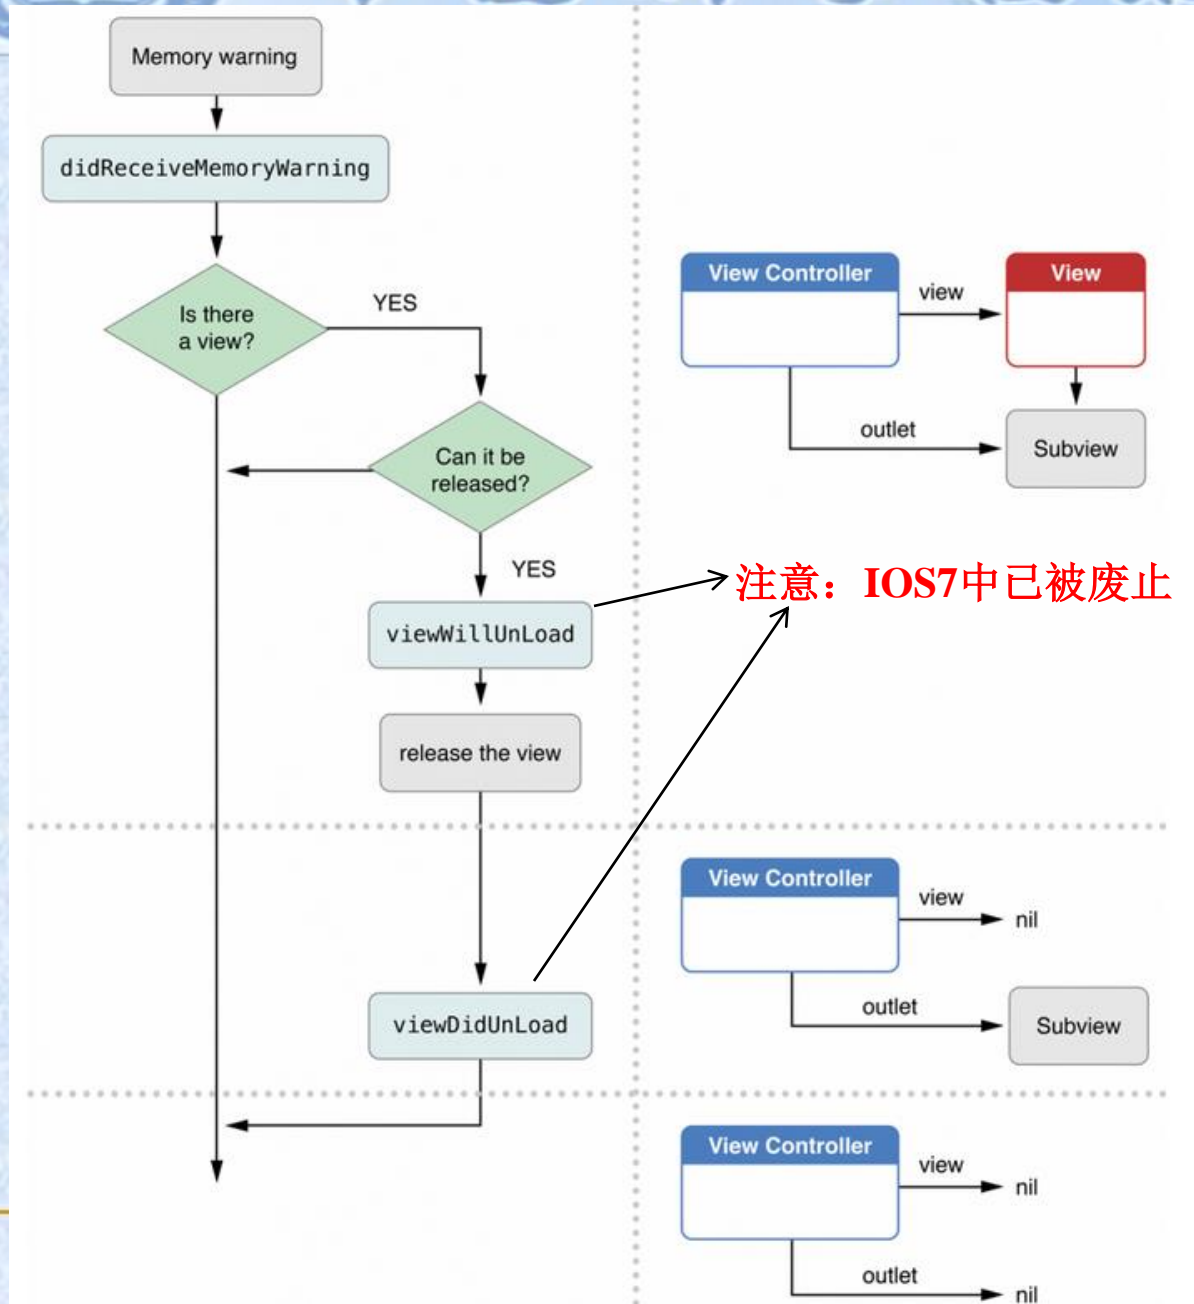 Memory warning
didReceiveMemoryWarning
Is there
a view?
YES
Can it be
released?
YES
viewWillUnLoad
release the view
viewDidUnLoad
View Controller
view
View
outlet
Subview
注意：IOS7中已被废止
View Controller
view
nil
outlet
Subview
View Controller
view
nil
outlet
nil